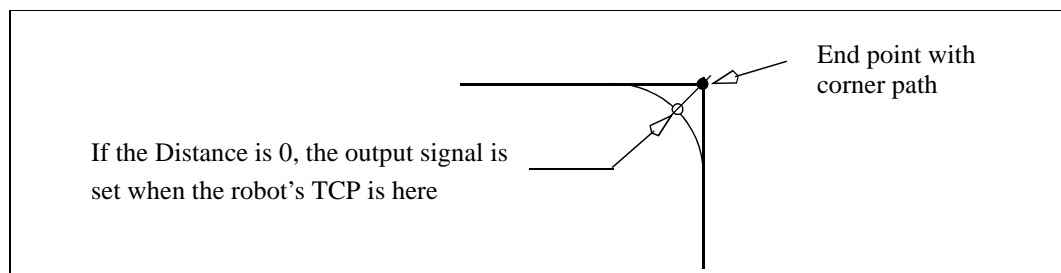 End point with
corner path
If the Distance is 0, the output signal is
set when the robot's TCP is here